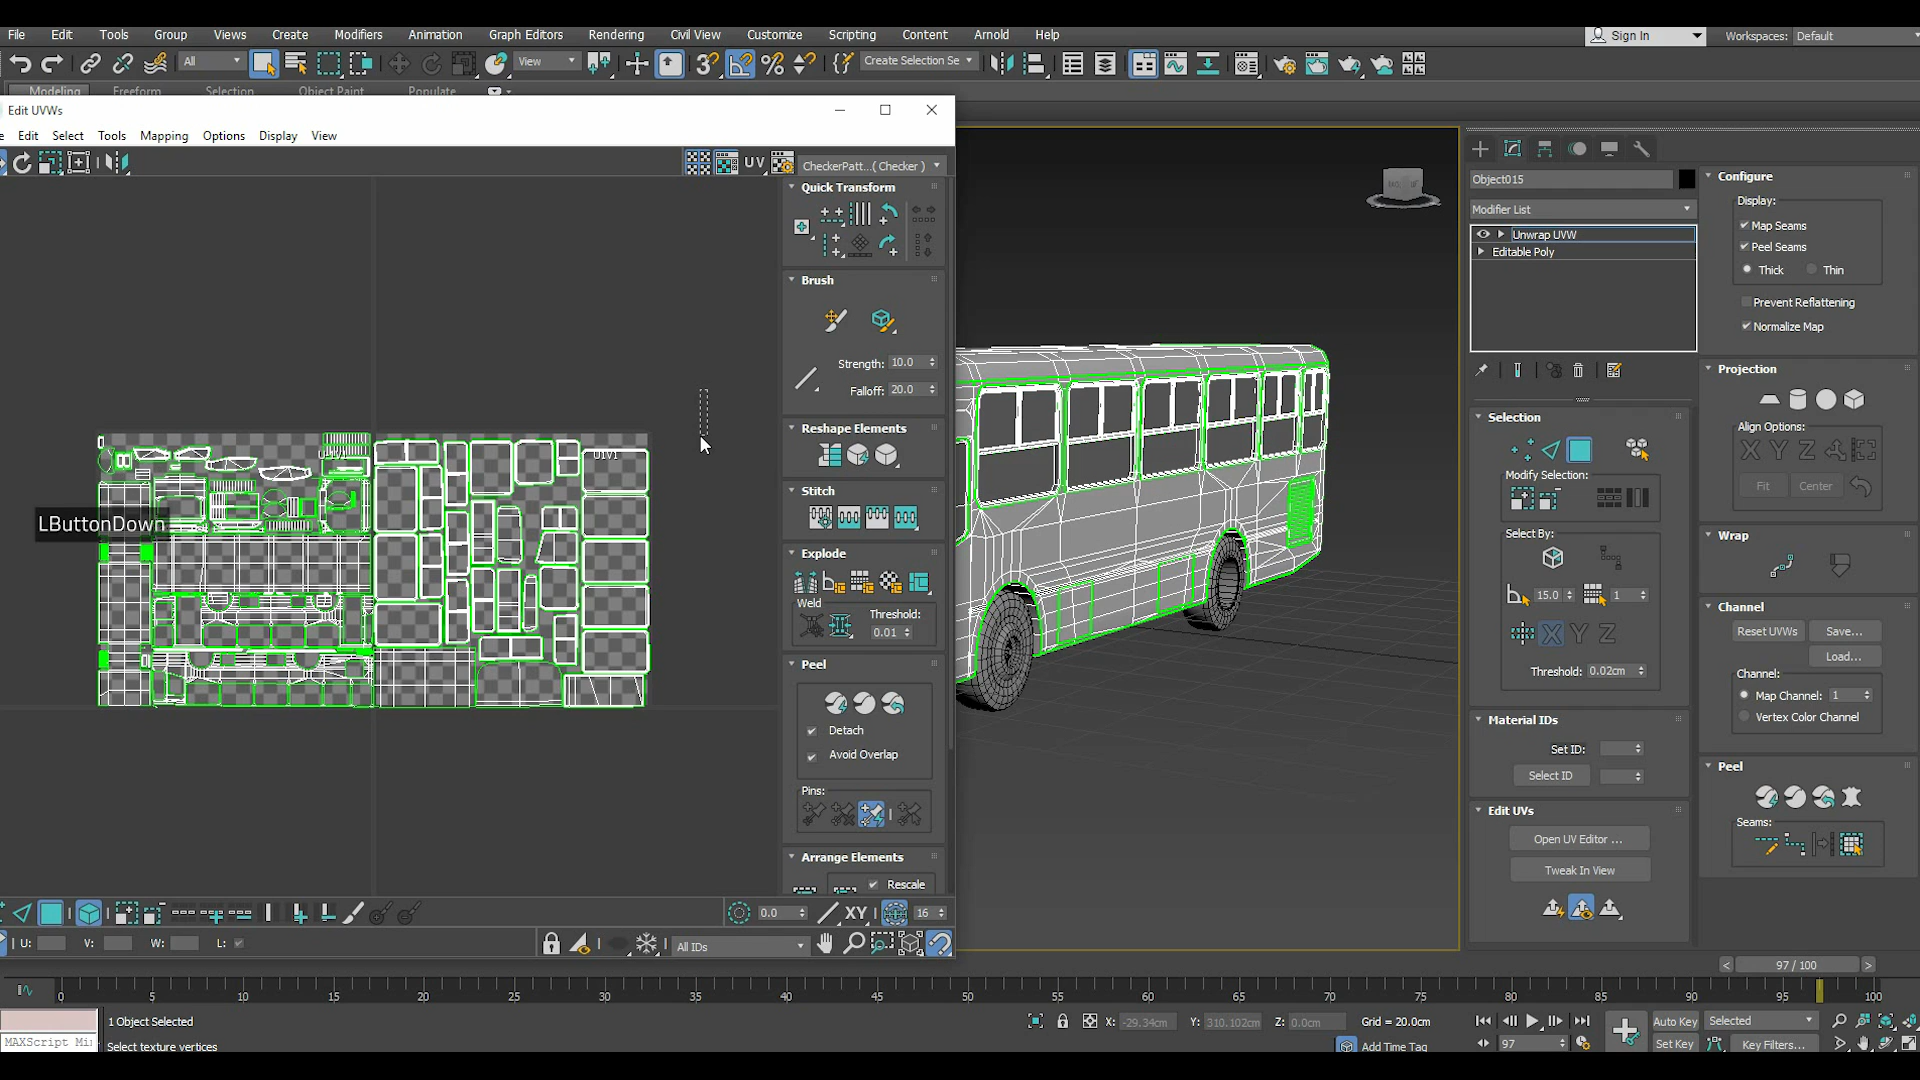 File Edit Tools Group Views Create Modifiers Animation Graph Editors Rendering Civil View Customize Scripting Content Arnold Help Sign In Workspaces: Default
All View Create Selection Se
Modeling Freeform Selection Object Paint Populate
Edit UVWs
Edit Select Tools Mapping Options Display View
UV CheckerPatt...( Checker )
Quick Transform
Brush
Strength: 10.0
Falloff: 20.0
Reshape Elements
Stitch
Explode
Weld
Threshold:
0.01
Peel
Detach
Avoid Overlap
Pins:
Arrange Elements
Rescale
U1V1
LButtonDown
0.0 XY 16
U: V: W: L: All IDs
Object015
Modifier List
Unwrap UVW
Editable Poly
Selection
Modify Selection:
Select By:
15.0 1
X Y Z
Threshold: 0.02cm
Material IDs
Set ID:
Select ID
Edit UVs
Open UV Editor ...
Tweak In View
Configure
Display:
Map Seams
Peel Seams
Thick Thin
Prevent Reflattening
Normalize Map
Projection
Align Options:
X Y Z
Fit Center
Wrap
Channel
Reset UVWs Save...
Load...
Channel:
Map Channel: 1
Vertex Color Channel
Peel
Seams:
< 97 / 100 >
0 5 10 15 20 25 30 35 40 45 50 55 60 65 70 75 80 85 90 95 100
1 Object Selected X: -29.34cm Y: 310.102cm Z: 0.0cm Grid = 20.0cm Auto Key Selected
MAXScript Mi Select texture vertices Add Time Tag 97 Set Key Key Filters...